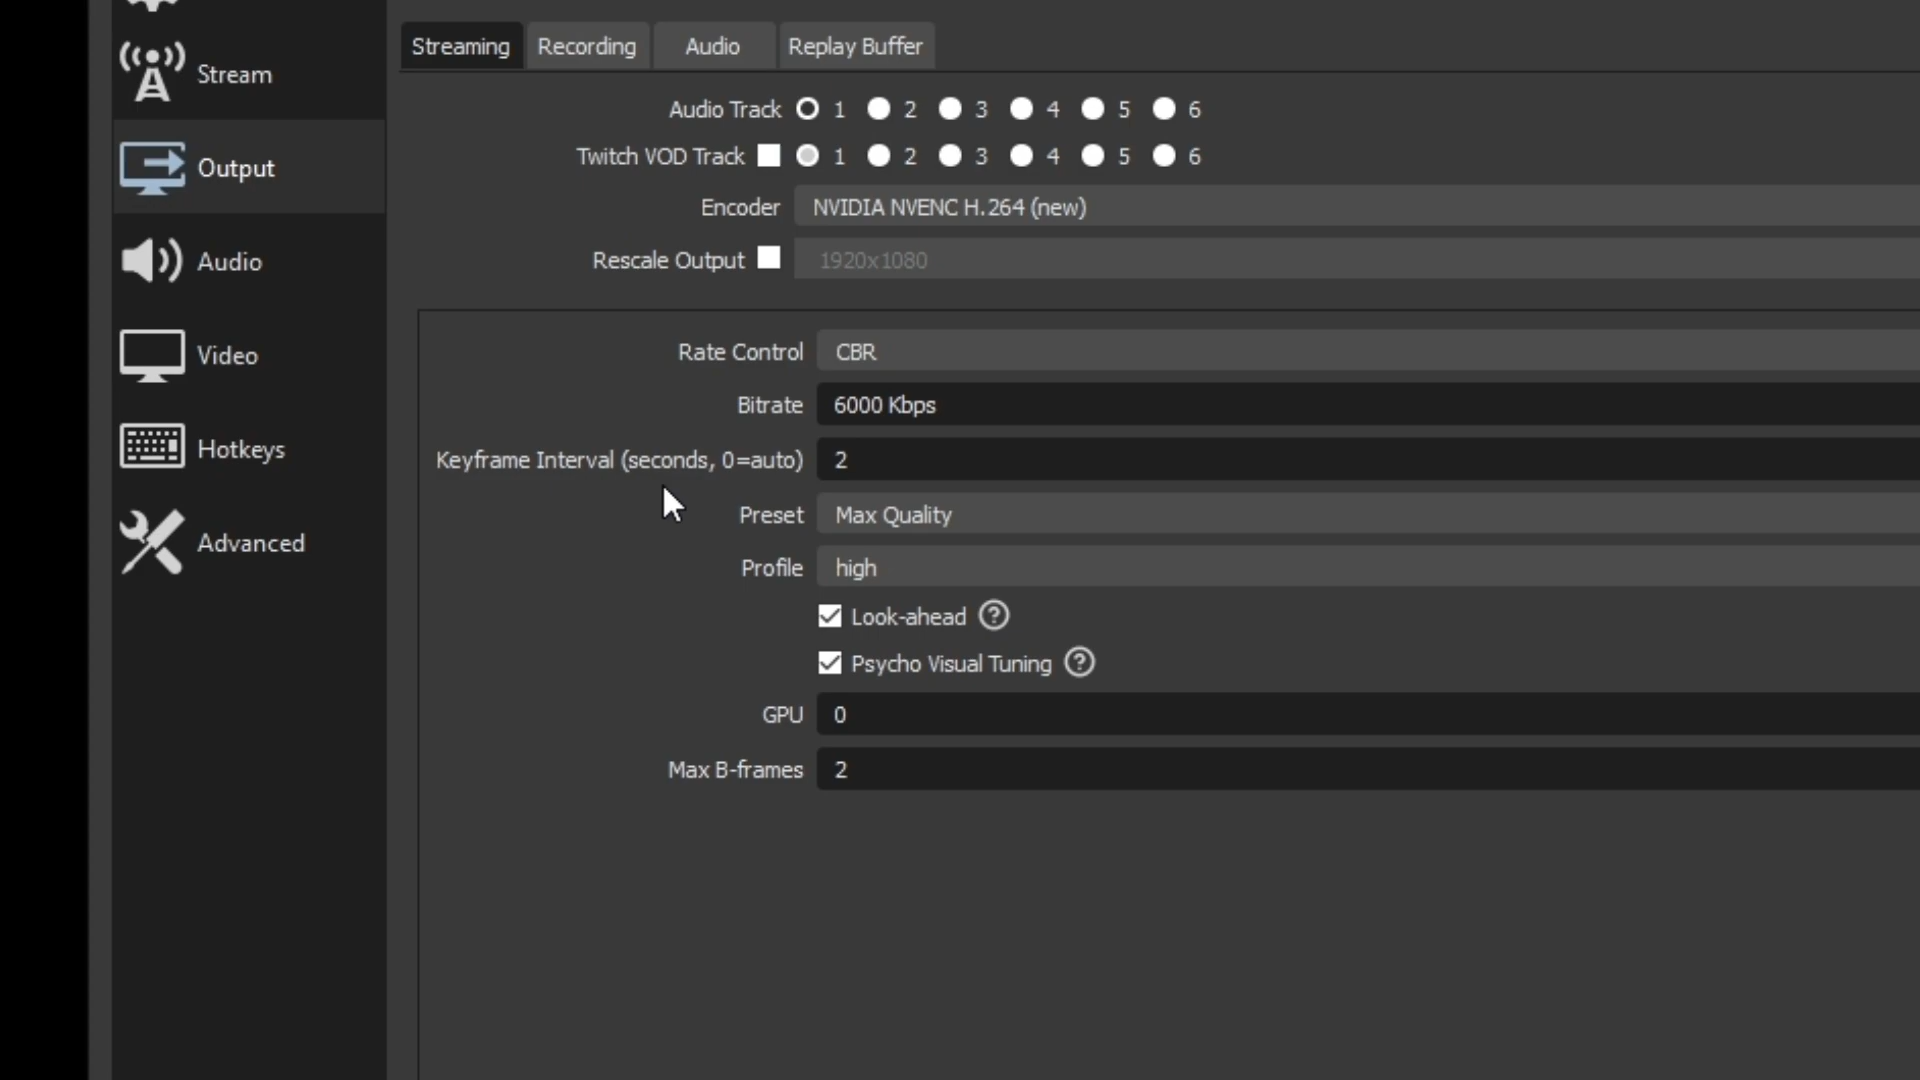 Streaming Recording Audio Replay Buffer
Stream
Output
Audio
Video
Hotkeys
Advanced
Audio Track 1 2 3 4 5 6
Twitch VOD Track 1 2 3 4 5 6
Encoder NVIDIA NVENC H.264 (new)
Rescale Output 1920x1080
Rate Control CBR
Bitrate 6000 Kbps
Keyframe Interval (seconds, 0=auto) 2
Preset Max Quality
Profile high
Look-ahead ?
Psycho Visual Tuning ?
GPU 0
Max B-frames 2